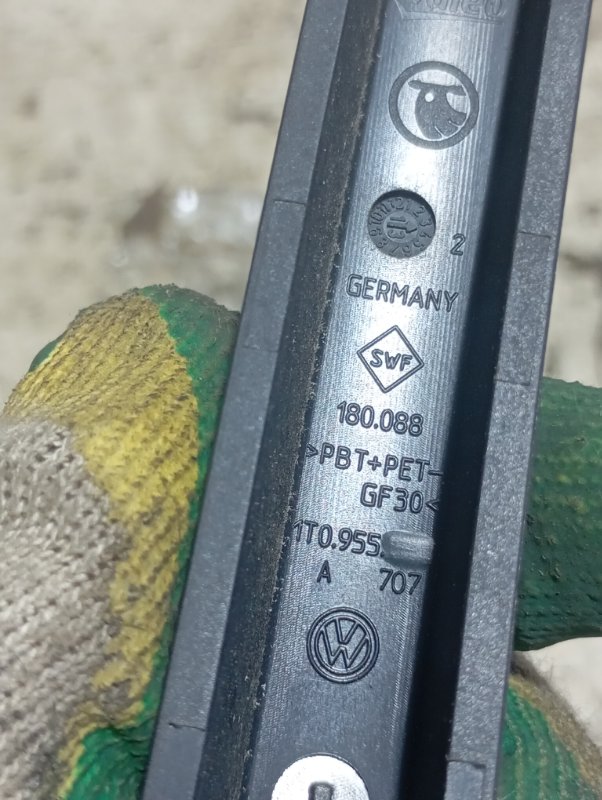 2
GERMANY
SWF
180.088
>PBT+PET-
GF30<
1T0.955.
A 707
VW